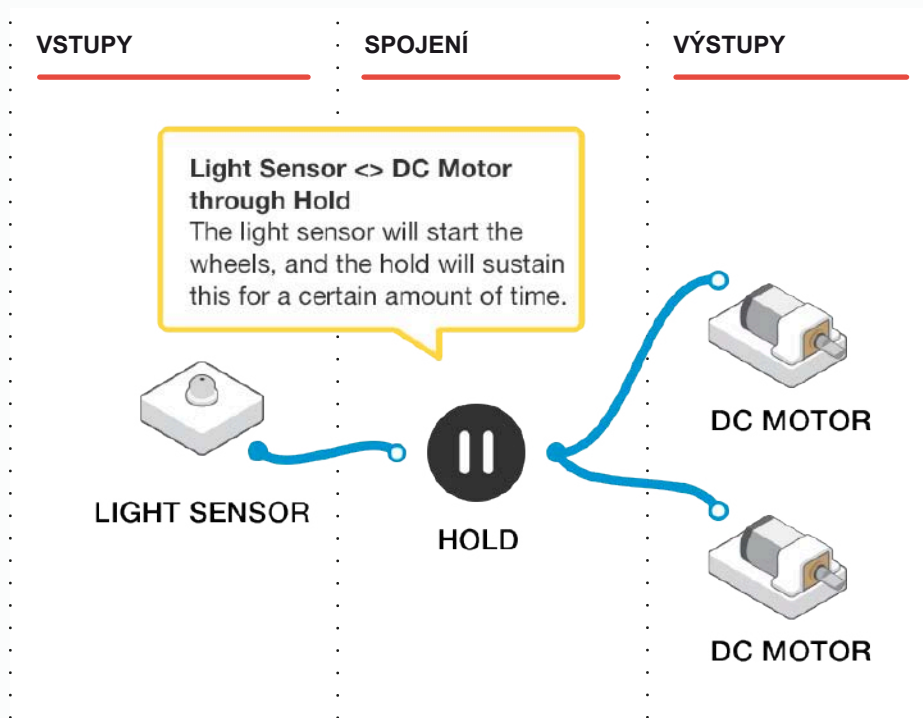 VSTUPY
SPOJENÍ
VÝSTUPY
Light Sensor <> DC Motor
through Hold
The light sensor will start the
wheels, and the hold will sustain
this for a certain amount of time.
DC MOTOR
LIGHT SENSOR
HOLD
DC MOTOR